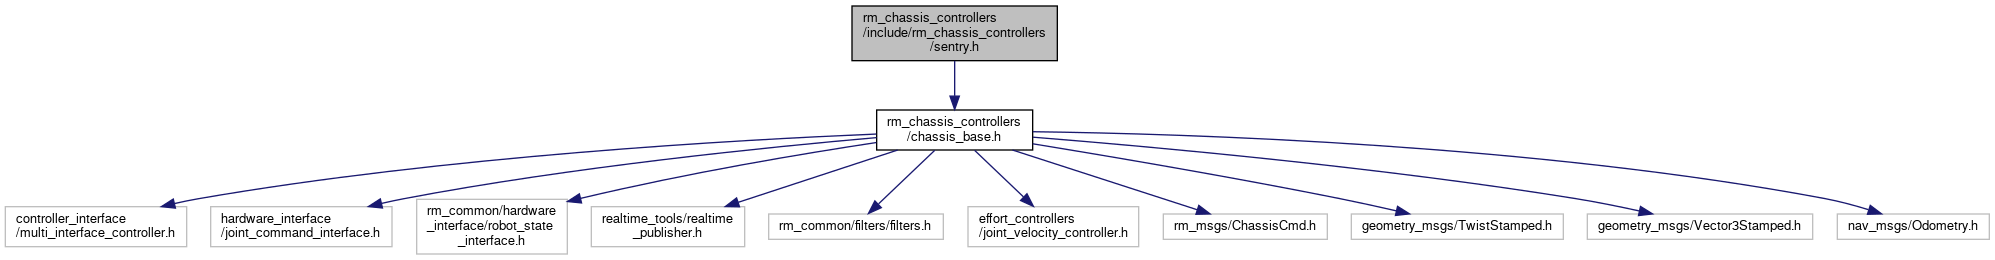 rm_chassis_controllers
/include/rm_chassis_controllers
/sentry.h
rm_chassis_controllers
/chassis_base.h
controller_interface
/multi_interface_controller.h
hardware_interface
/joint_command_interface.h
rm_common/hardware
_interface/robot_state
_interface.h
realtime_tools/realtime
_publisher.h
rm_common/filters/filters.h
effort_controllers
/joint_velocity_controller.h
rm_msgs/ChassisCmd.h
geometry_msgs/TwistStamped.h
geometry_msgs/Vector3Stamped.h
nav_msgs/Odometry.h